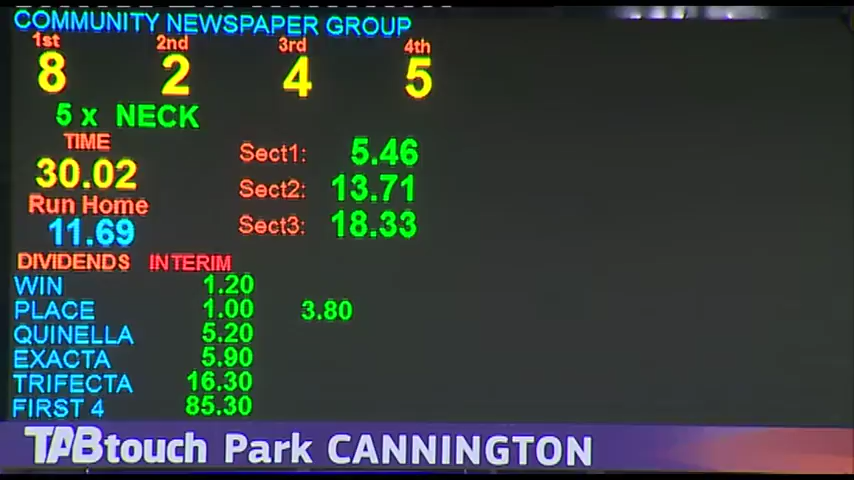 COMMUNITY NEWSPAPER GROUP
1st 2nd 3rd 4th
8 2 4 5
5 x NECK
TIME
30.02
Run Home
11.69
Sect1: 5.46
Sect2: 13.71
Sect3: 18.33
DIVIDENDS INTERIM
WIN 1.20
PLACE 1.00 3.80
QUINELLA 5.20
EXACTA 5.90
TRIFECTA 16.30
FIRST 4 85.30
TABtouch Park CANNINGTON